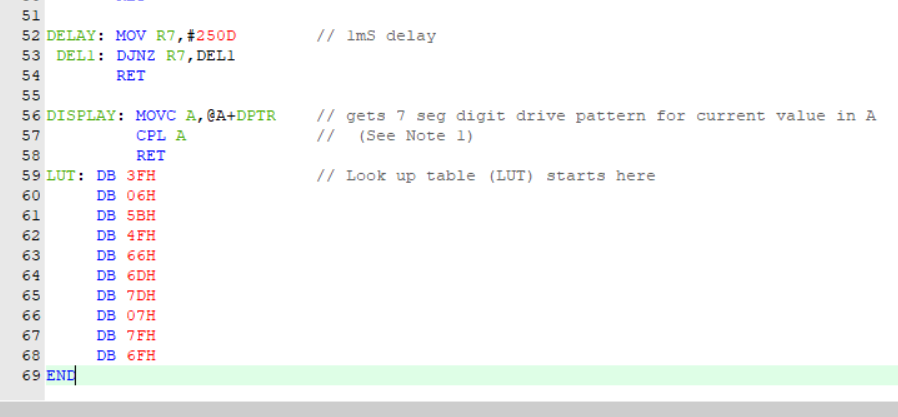 51
52 DELAY: MOV R7,#250D // 1mS delay
53 DEL1: DJNZ R7,DEL1
54 RET
55
56 DISPLAY: MOVC A,@A+DPTR // gets 7 seg digit drive pattern for current value in A
57 CPL A // (See Note 1)
58 RET
59 LUT: DB 3FH // Look up table (LUT) starts here
60 DB 06H
61 DB 5BH
62 DB 4FH
63 DB 66H
64 DB 6DH
65 DB 7DH
66 DB 07H
67 DB 7FH
68 DB 6FH
69 END